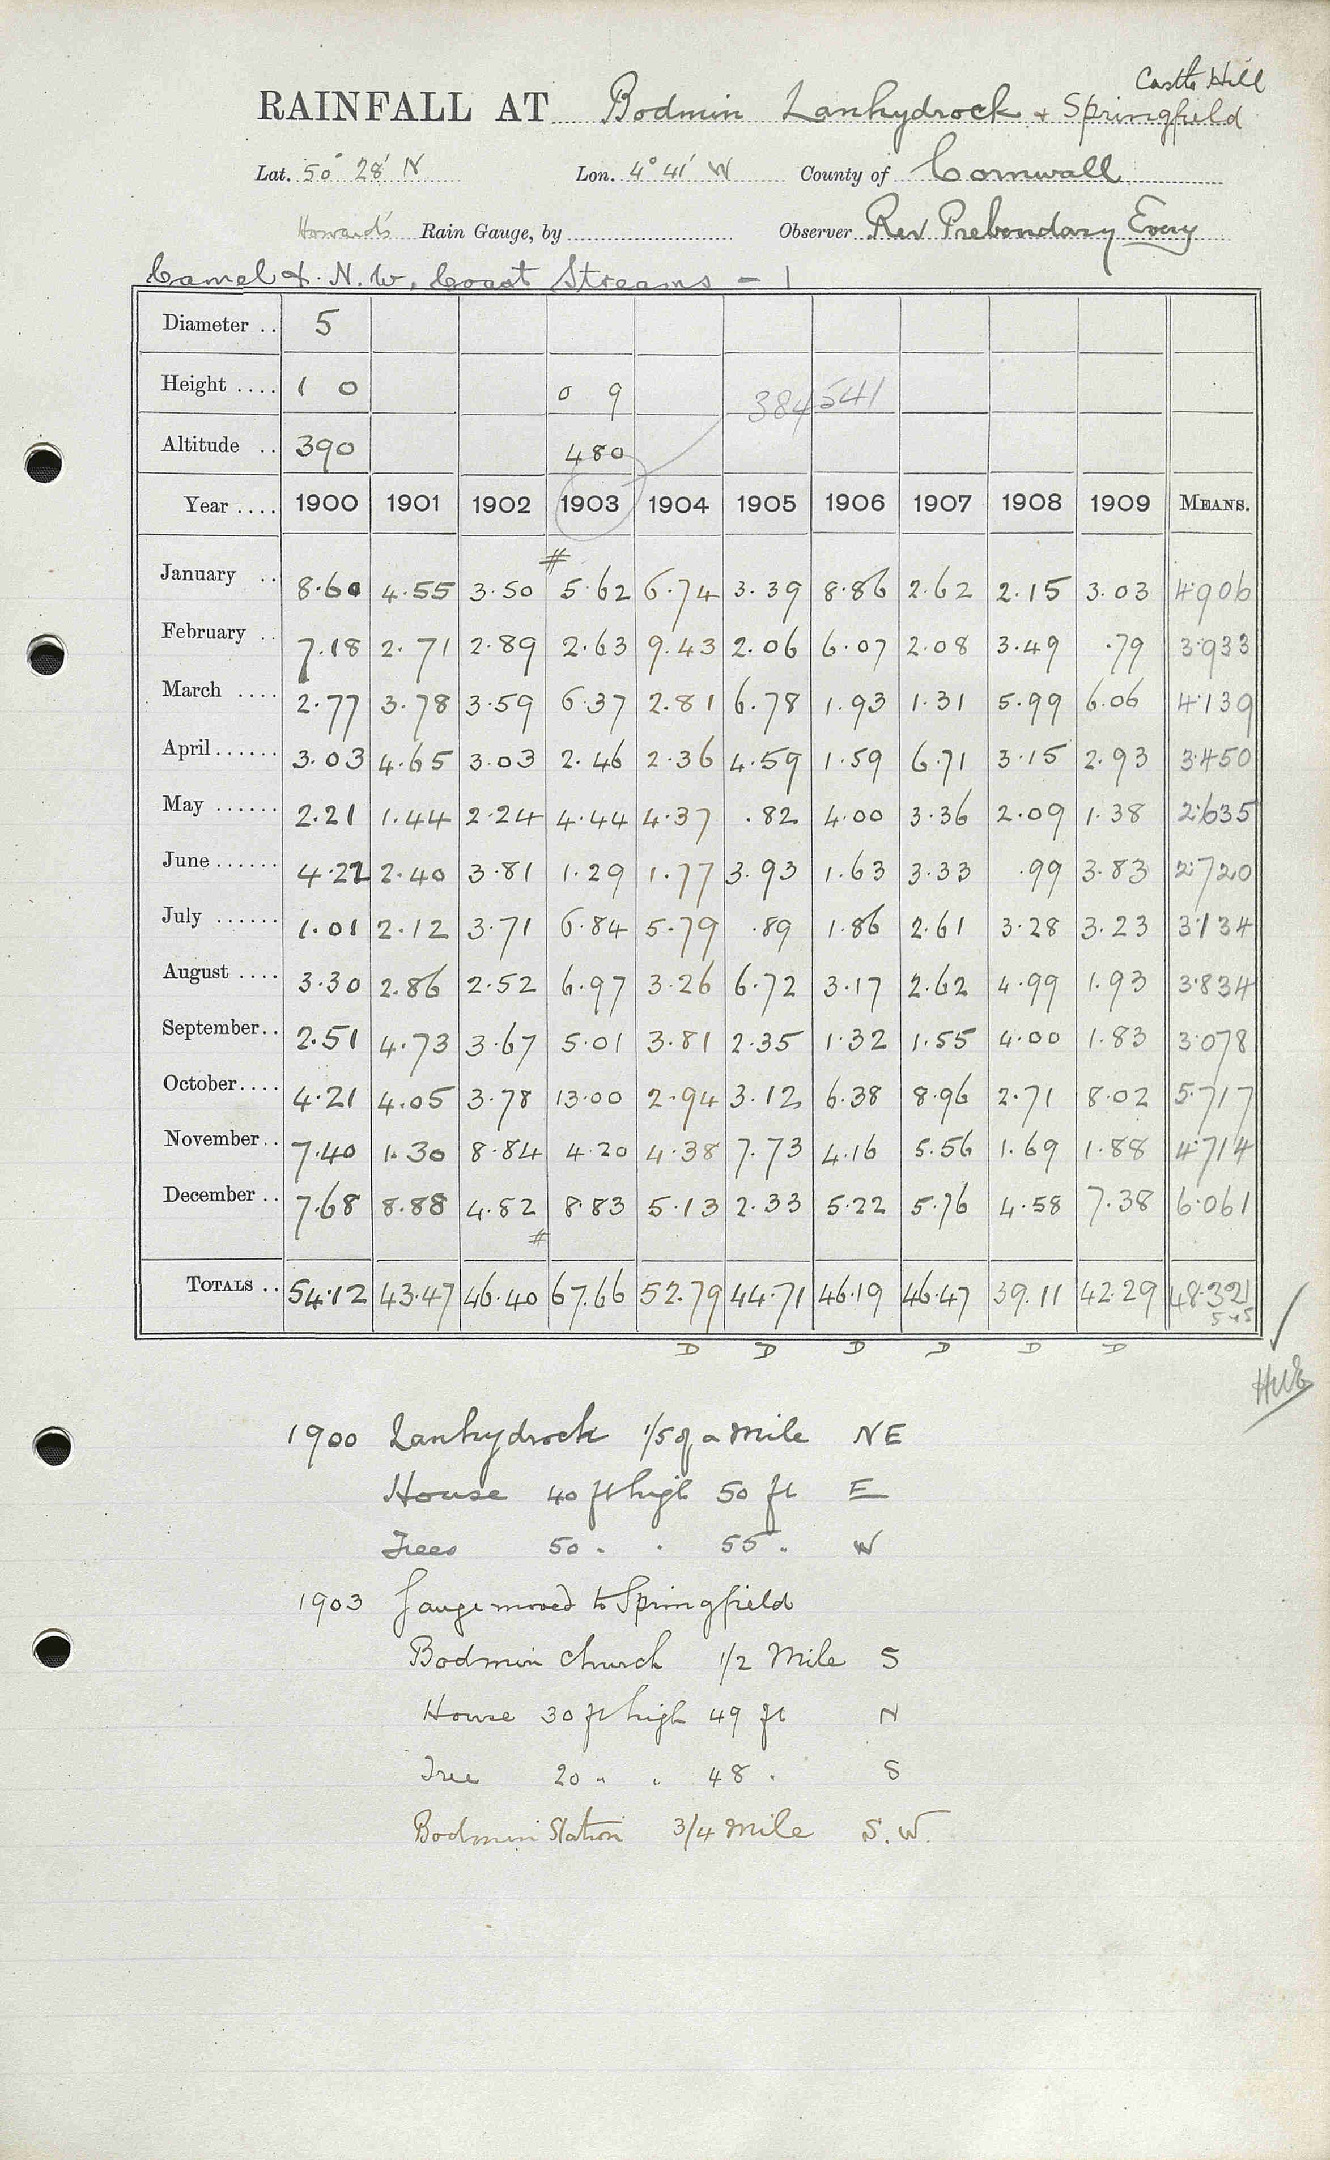 Castle Hill
RAINFALL AT Bodmin Lanhydrock & Springfield
Lat. 50° 28' N Lon. 4° 41' W County of Cornwall
Howard's Rain Gauge, by Observer Rev Prebendary Every
Camel & N.W. Coast Streams - 1
Diameter .. 5
Height .... 1 0 0 9
384541
Altitude .. 390 480
Year .... 1900 1901 1902 1903 1904 1905 1906 1907 1908 1909 MEANS.
#
January .. 8.60 4.55 3.50 5.62 6.74 3.39 8.86 2.62 2.15 3.03 4.906
February .. 7.18 2.71 2.89 2.63 9.43 2.06 6.07 2.08 3.49 .79 3.933
March .... 2.77 3.78 3.59 6.37 2.81 6.78 1.93 1.31 5.99 6.06 4.139
April ...... 3.03 4.65 3.03 2.46 2.36 4.59 1.59 6.71 3.15 2.93 3.450
May ...... 2.21 1.44 2.24 4.44 4.37 .82 4.00 3.36 2.09 1.38 2.635
June ...... 4.22 2.40 3.81 1.29 1.77 3.93 1.63 3.33 .99 3.83 2.720
July ...... 1.01 2.12 3.71 6.84 5.79 .89 1.86 2.61 3.28 3.23 3.134
August .... 3.30 2.86 2.52 6.97 3.26 6.72 3.17 2.62 4.99 1.93 3.834
September .. 2.51 4.73 3.67 5.01 3.81 2.35 1.32 1.55 4.00 1.83 3.078
October .... 4.21 4.05 3.78 13.00 2.94 3.12 6.38 8.96 2.71 8.02 5.717
November .. 7.40 1.30 8.84 4.20 4.38 7.73 4.16 5.56 1.69 1.88 4.714
December .. 7.68 8.88 4.82 8.83 5.13 2.33 5.22 5.76 4.58 7.38 6.061
#
TOTALS .. 54.12 43.47 46.40 67.66 52.79 44.71 46.19 46.47 39.11 42.29 48.321
D D D D D D
1900 Lanhydrock 1/5 of a Mile NE
House 40 ft high 50 ft E
Trees 50 " " 55 " W
1903 Gauge moved to Springfield
Bodmin Church 1/2 Mile S
House 30 ft high 49 ft N
Tree 20 " " 48 " S
Bodmin Station 3/4 Mile S.W.